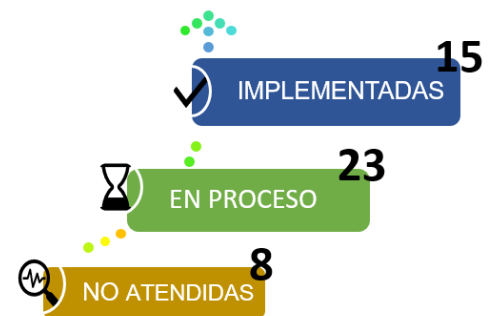 15
IMPLEMENTADAS
23
EN PROCESO
8
NO ATENDIDAS